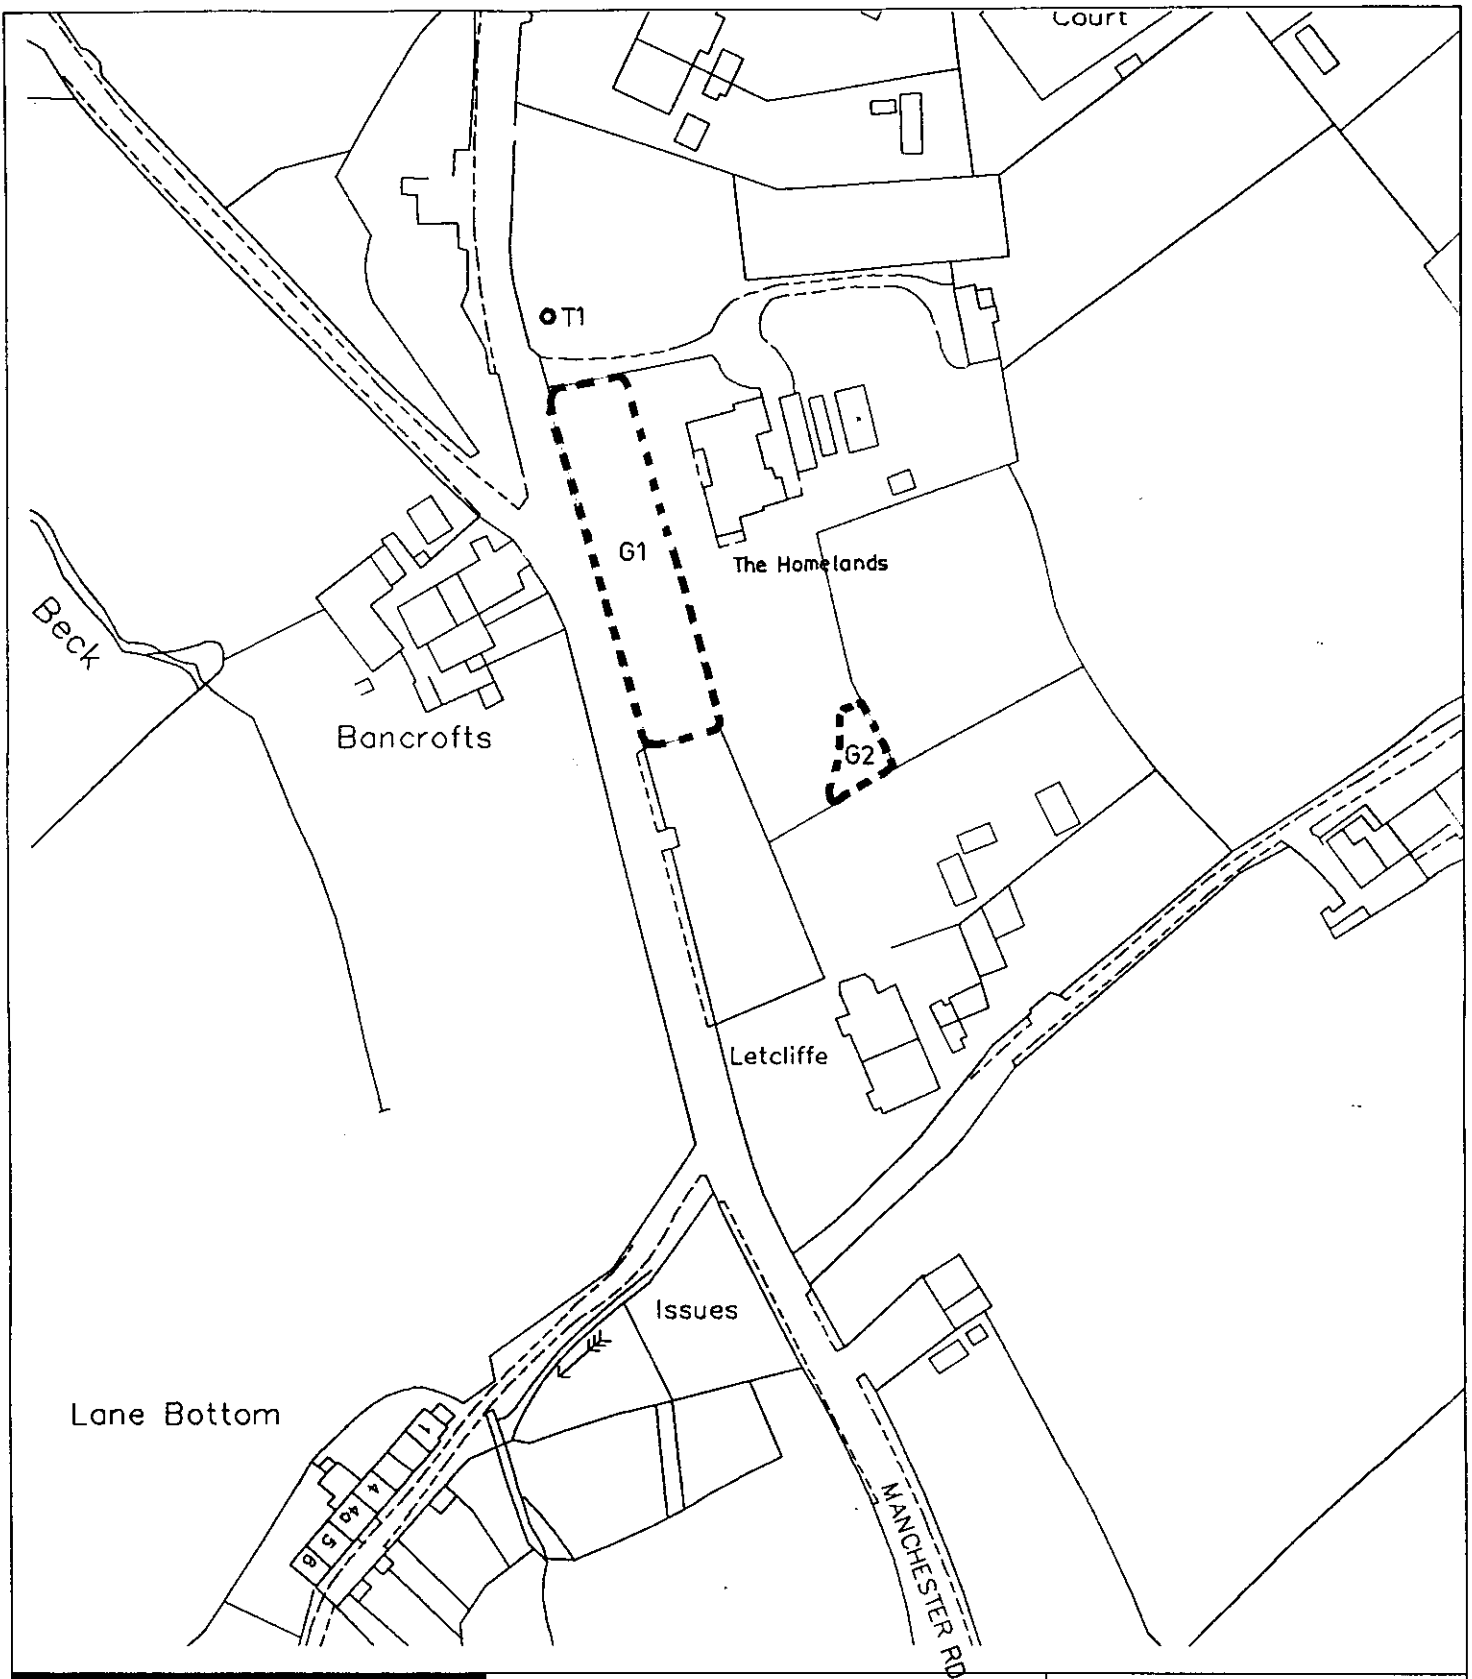 Court
T1
G1
The Homelands
Beck
Bancrofts
G2
Letcliffe
Issues
Lane Bottom
1
4
4a
5
6
MANCHESTER RD